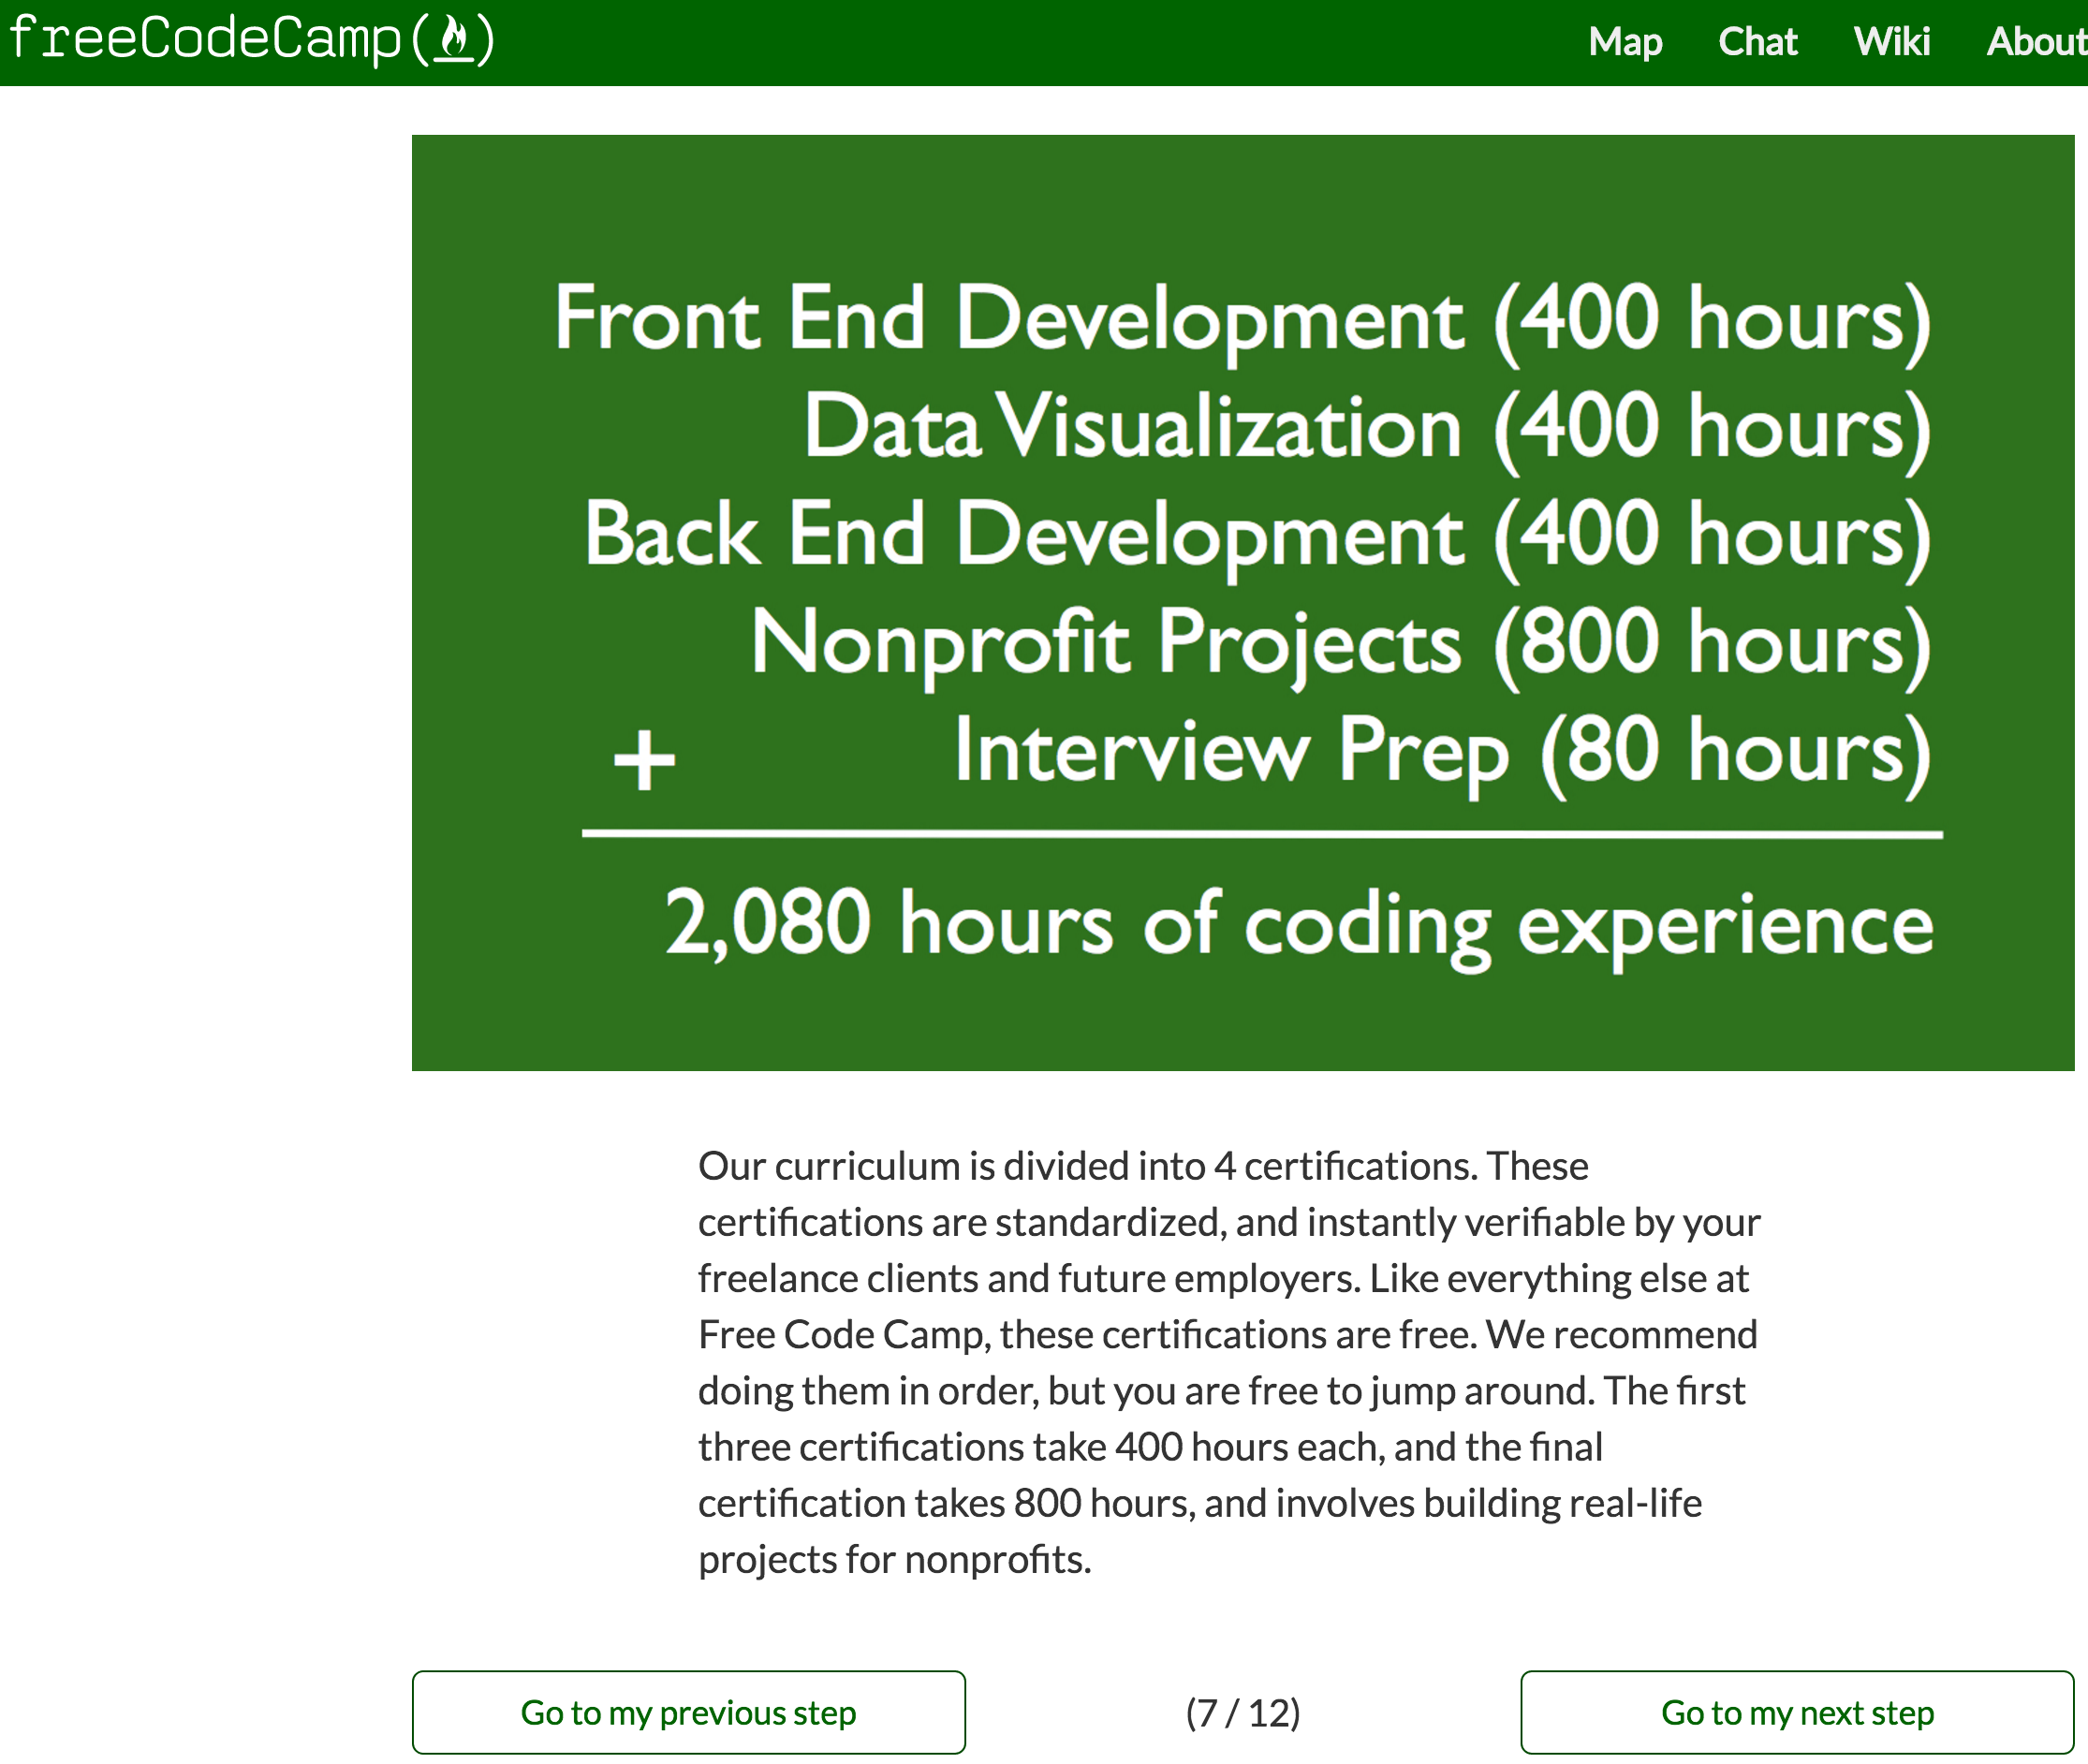 freeCodeCamp()
Map Chat Wiki About
Front End Development (400 hours)
Data Visualization (400 hours)
Back End Development (400 hours)
Nonprofit Projects (800 hours)
+ Interview Prep (80 hours)
2,080 hours of coding experience
Our curriculum is divided into 4 certifications. These
certifications are standardized, and instantly verifiable by your
freelance clients and future employers. Like everything else at
Free Code Camp, these certifications are free. We recommend
doing them in order, but you are free to jump around. The first
three certifications take 400 hours each, and the final
certification takes 800 hours, and involves building real-life
projects for nonprofits.
Go to my previous step (7 / 12) Go to my next step